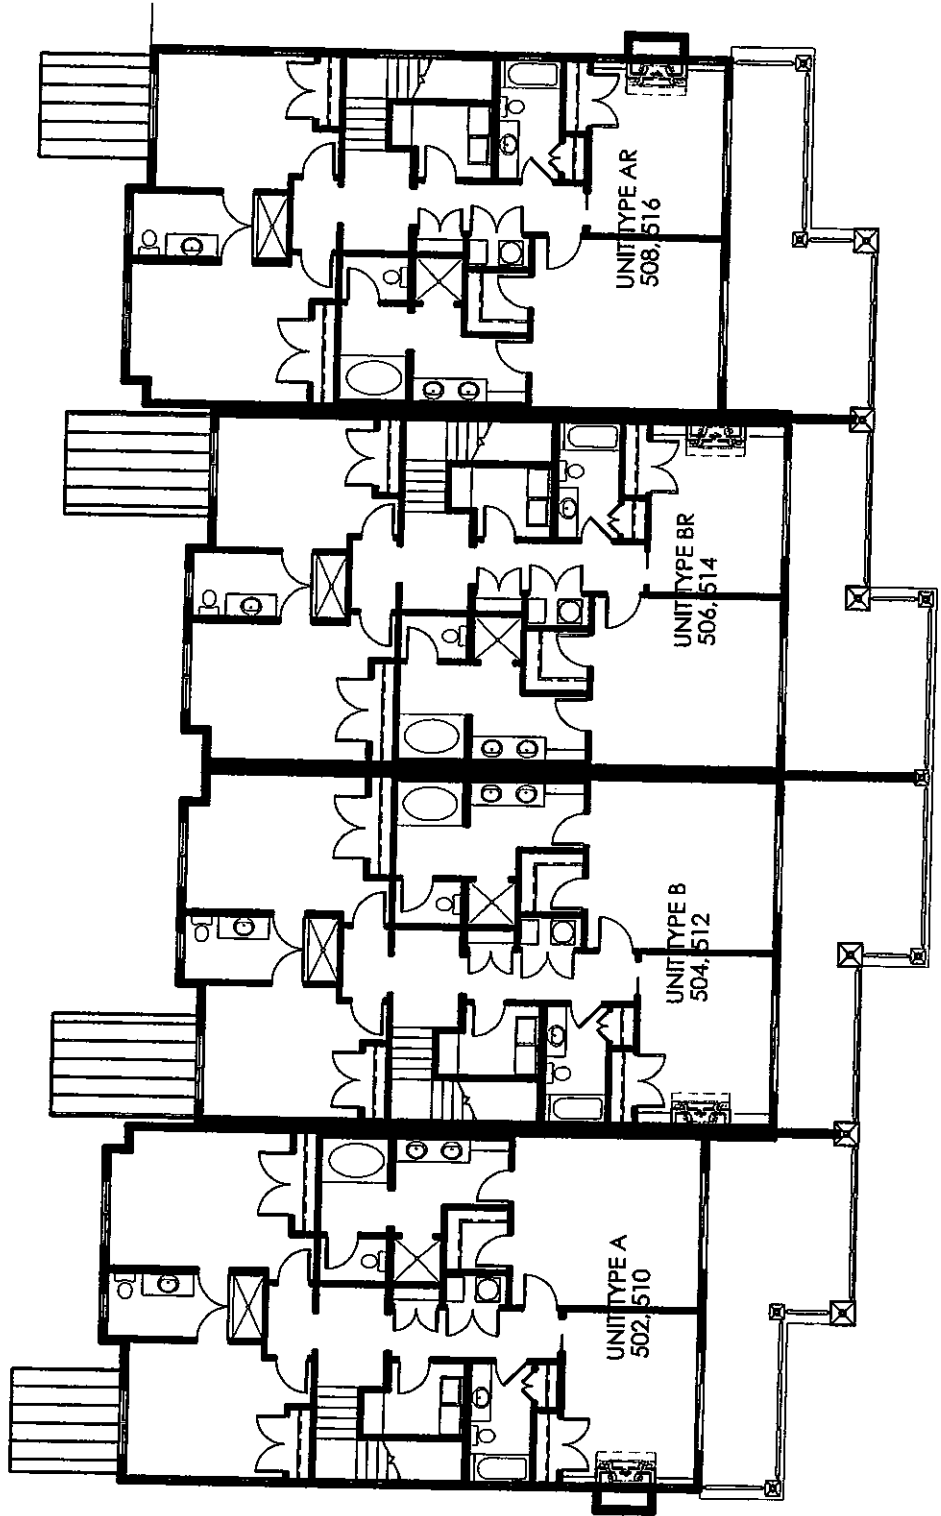 UNIT TYPE AR
508, 516
UNIT TYPE BR
506, 514
UNIT TYPE B
504, 512
UNIT TYPE A
502, 510